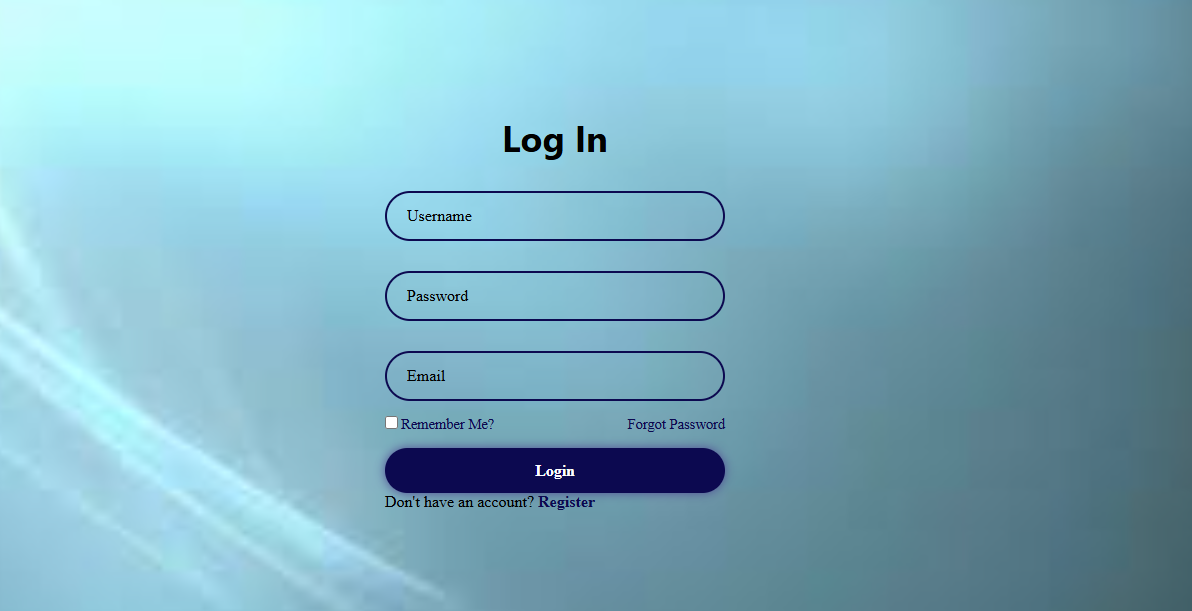 Log In
Username
Password
Email
Remember Me? Forgot Password
Login
Don't have an account? Register